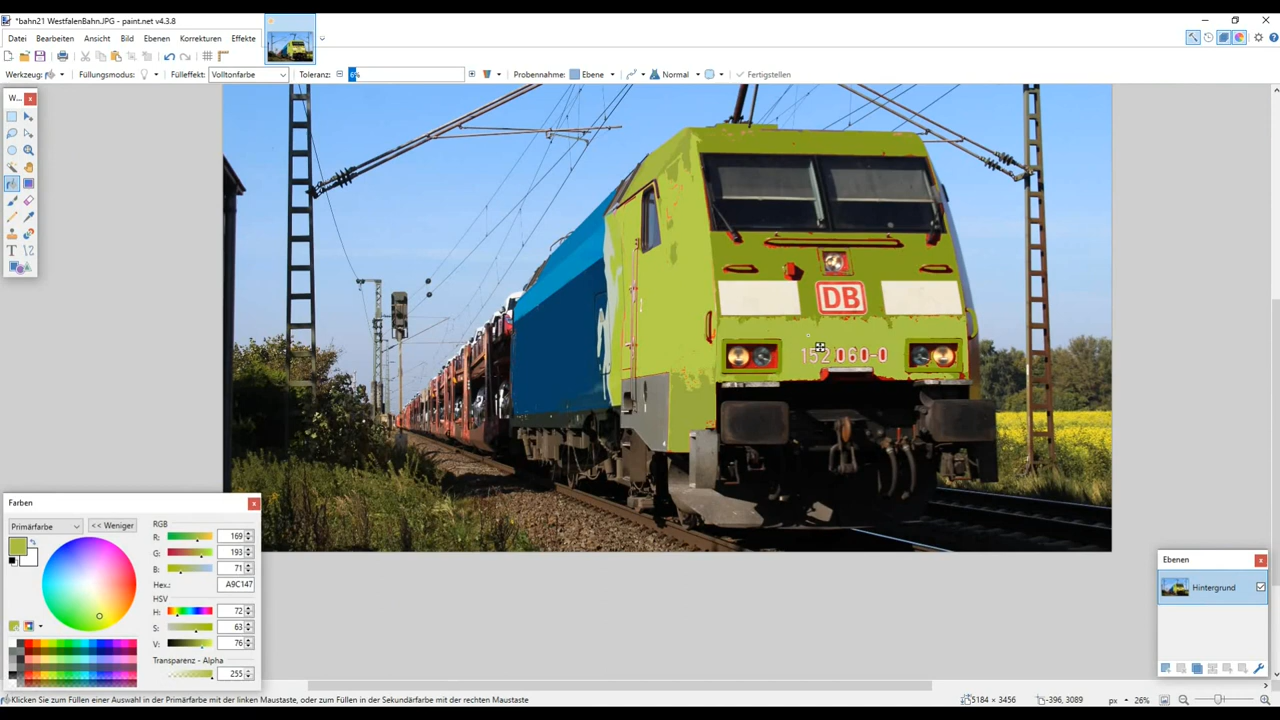 *bahn21 WestfalenBahn.JPG - paint.net v4.3.8
Datei Bearbeiten Ansicht Bild Ebenen Korrekturen Effekte
Werkzeug: Füllungsmodus: Fülleffekt: Volltonfarbe Toleranz: 6% Probennahme: Ebene Normal Fertigstellen
W...
DB
152 060-0
Farben
Primärfarbe << Weniger
RGB
R: 169
G: 193
B: 71
Hex.: A9C147
HSV
H: 72
S: 63
V: 76
Transparenz - Alpha
255
Ebenen
Hintergrund
Klicken Sie zum Füllen einer Auswahl in der Primärfarbe mit der linken Maustaste, oder zum Füllen in der Sekundärfarbe mit der rechten Maustaste 5184 × 3456 -396, 3089 px 26%